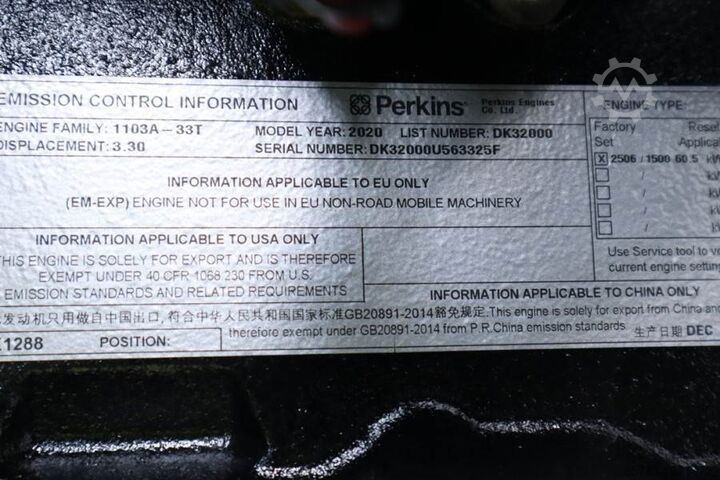 EMISSION CONTROL INFORMATION
Perkins
Perkins Engines
Co. Ltd.
ENGINE TYPE:
ENGINE FAMILY: 1103A-33T
MODEL YEAR: 2020 LIST NUMBER: DK32000
DISPLACEMENT: 3.30
SERIAL NUMBER: DK32000U563325F
Factory
Set
X 2506 / 1500 60.5
/
/
/
INFORMATION APPLICABLE TO EU ONLY
(EM-EXP) ENGINE NOT FOR USE IN EU NON-ROAD MOBILE MACHINERY
INFORMATION APPLICABLE TO USA ONLY
THIS ENGINE IS SOLELY FOR EXPORT AND IS THEREFORE
EXEMPT UNDER 40 CFR 1068 230 FROM U.S.
EMISSION STANDARDS AND RELATED REQUIREMENTS
Use Service tool to
current engine
INFORMATION APPLICABLE TO CHINA ONLY
发动机只用做自中国出口,符合中华人民共和国国家标准GB20891-2014豁免规定.This engine is solely for export from China and
therefore exempt under GB20891-2014 from P.R.China emission standards 生产日期 DEC
1288
POSITION: